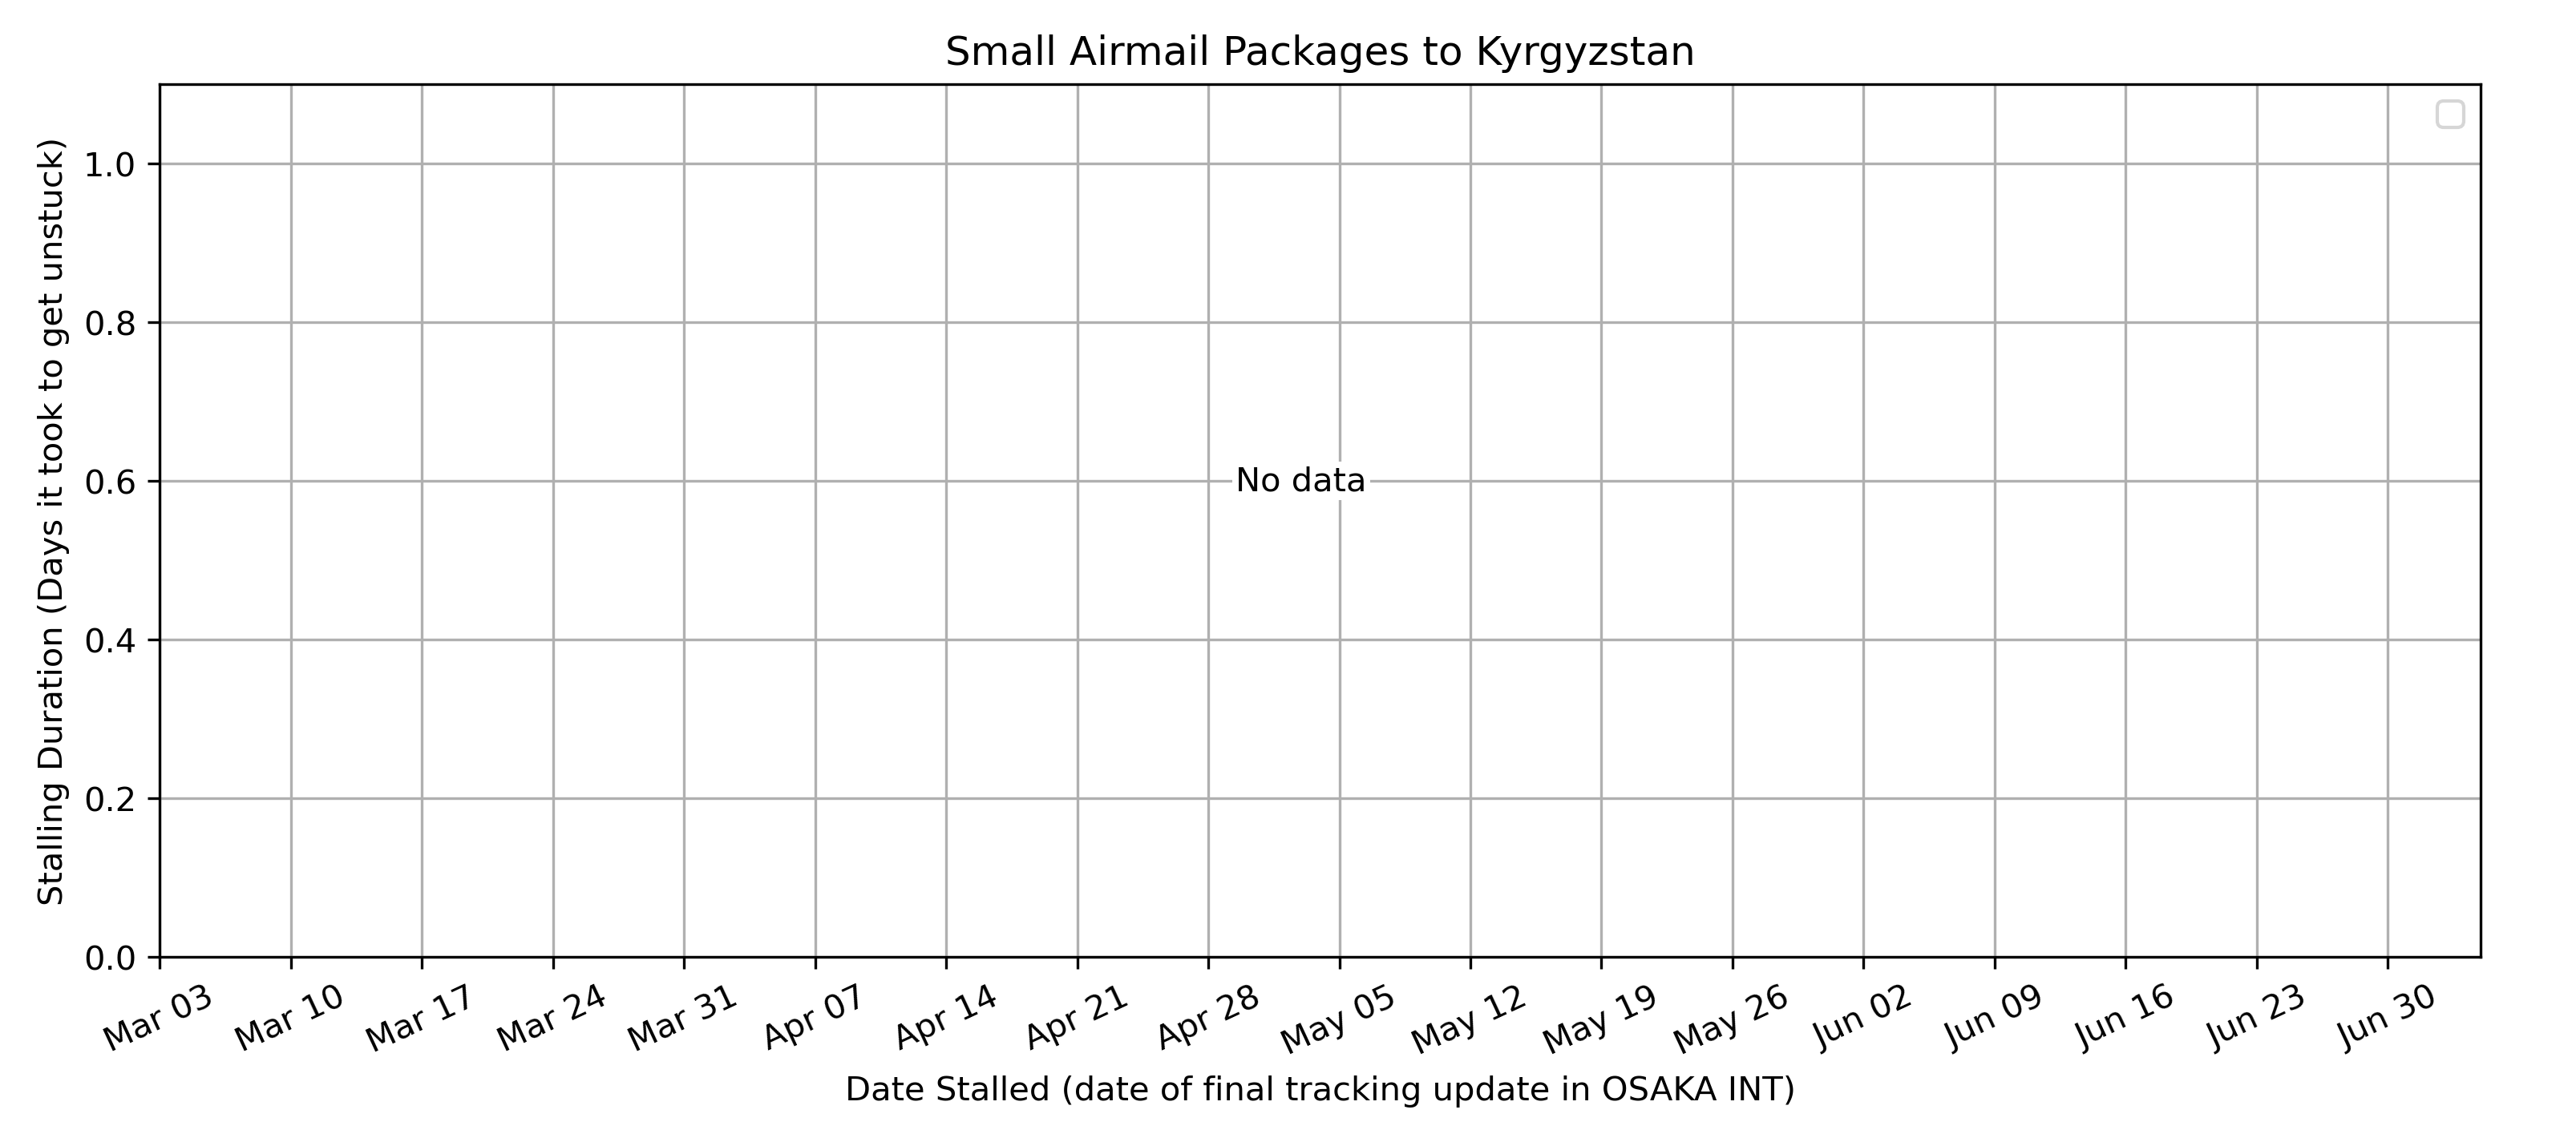 Small Airmail Packages to Kyrgyzstan
Stalling Duration (Days it took to get unstuck)
1.0
0.8
0.6
0.4
0.2
0.0
No data
Mar 03
Mar 10
Mar 17
Mar 24
Mar 31
Apr 07
Apr 14
Apr 21
Apr 28
May 05
May 12
May 19
May 26
Jun 02
Jun 09
Jun 16
Jun 23
Jun 30
Date Stalled (date of final tracking update in OSAKA INT)